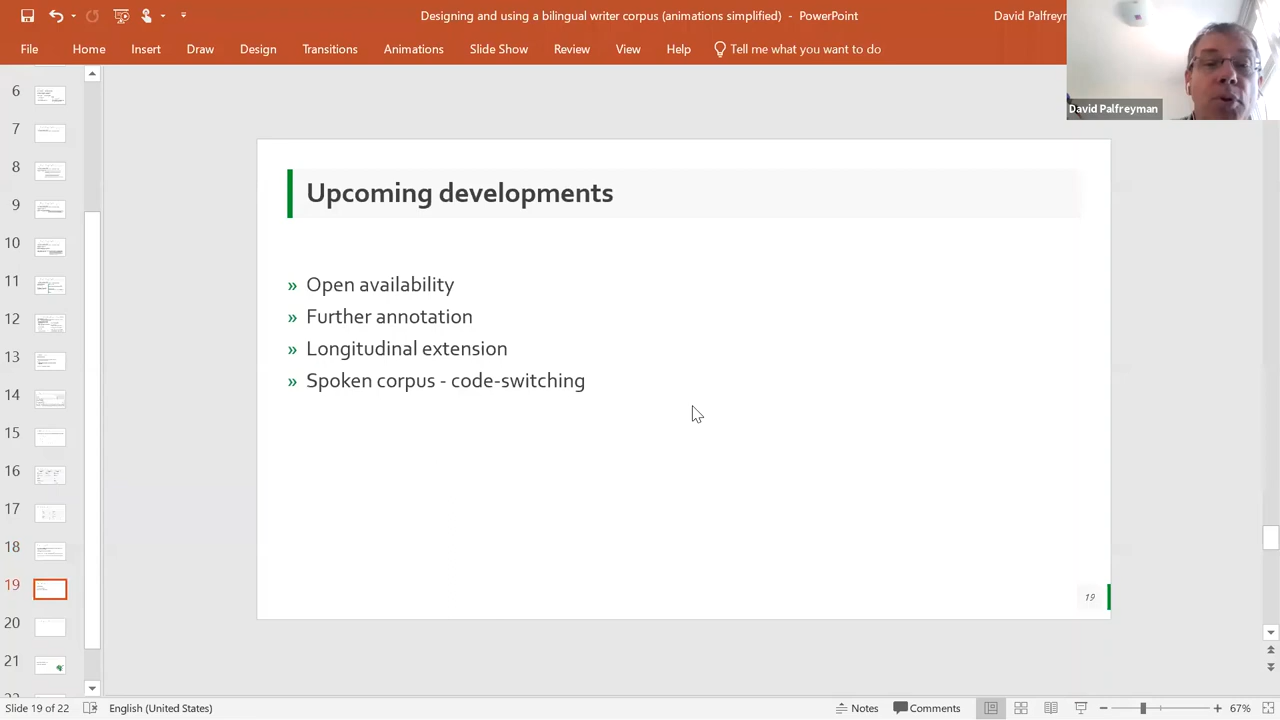 Designing and using a bilingual writer corpus (animations simplified) - PowerPoint
David Palfreyn
File Home Insert Draw Design Transitions Animations Slide Show Review View Help Tell me what you want to do
David Palfreyman
6
7
8
9
10
11
12
13
14
15
16
17
18
19
20
21
Upcoming developments
» Open availability
» Further annotation
» Longitudinal extension
» Spoken corpus - code-switching
19
Slide 19 of 22 English (United States) Notes Comments 67%